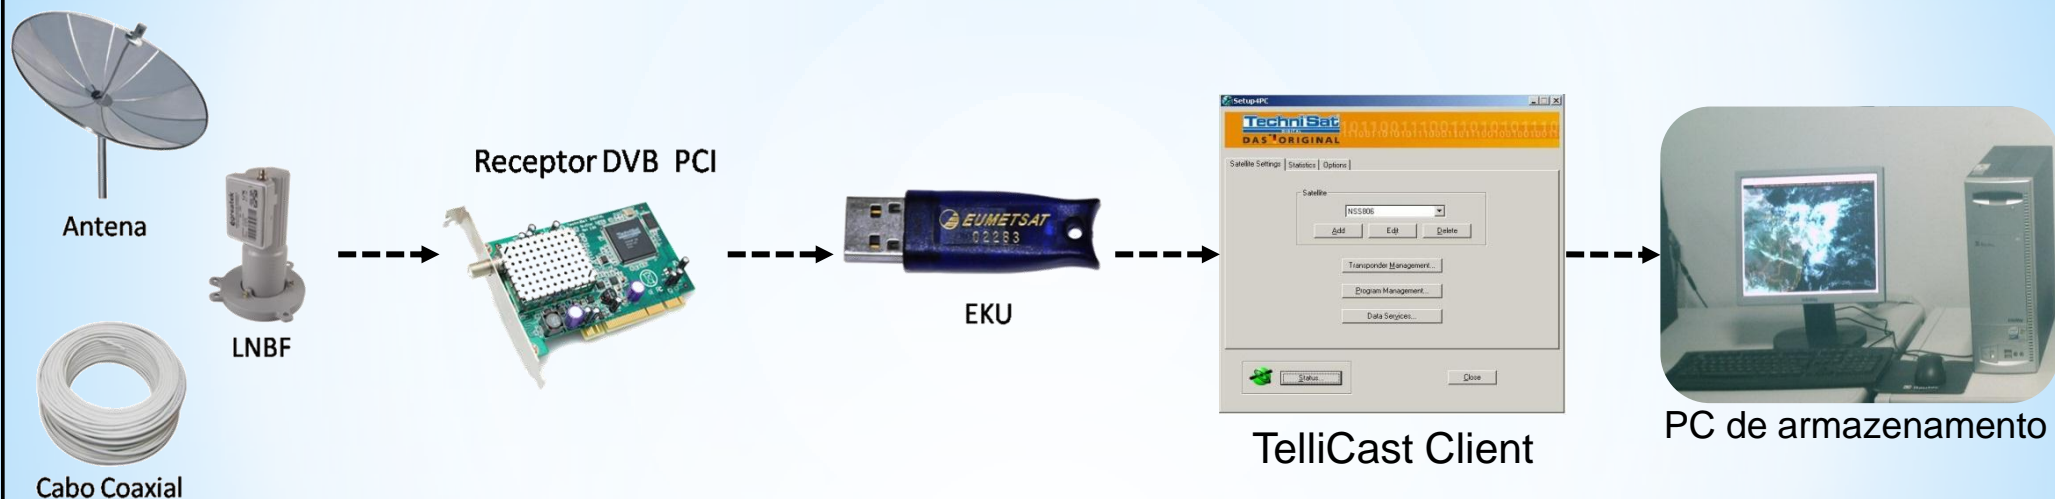 Antena
LNBF
Cabo Coaxial
Receptor DVB PCI
EUMETSAT
02283
EKU
Setup4PC
TechniSat
DIGITAL
DAS ORIGINAL
Satellite Settings
Statistics
Options
Satellite
NSS806
Add
Edit
Delete
Transponder Management...
Program Management...
Data Services...
Status...
Close
TelliCast Client
PC de armazenamento